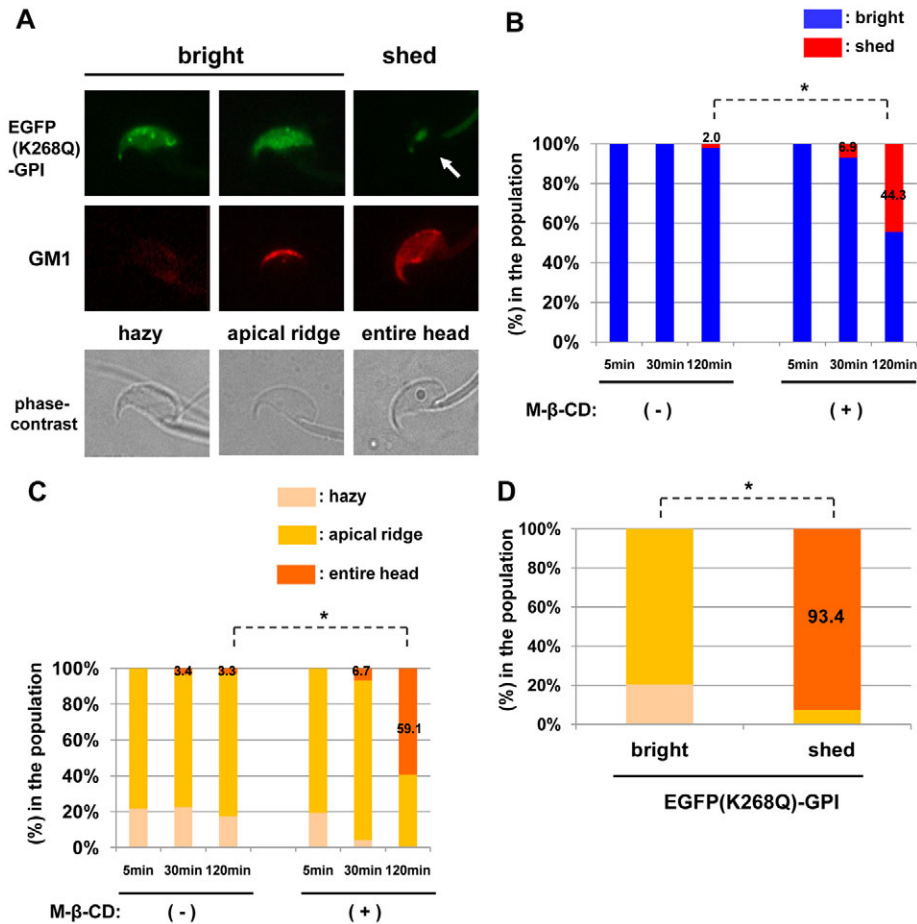 A
bright
shed
EGFP
(K268Q)
-GPI
GM1
hazy
apical ridge
entire head
phase-
contrast
B
: bright
: shed
*
(%) in the population
100%
80%
60%
40%
20%
0%
2.0
6.9
44.3
5min 30min 120min 5min 30min 120min
M-β-CD: ( - ) ( + )
C
: hazy
: apical ridge
: entire head
*
(%) in the population
100%
80%
60%
40%
20%
0%
3.4
3.3
6.7
59.1
5min 30min 120min 5min 30min 120min
M-β-CD: ( - ) ( + )
D
*
(%) in the population
100%
80%
60%
40%
20%
0%
93.4
bright shed
EGFP(K268Q)-GPI